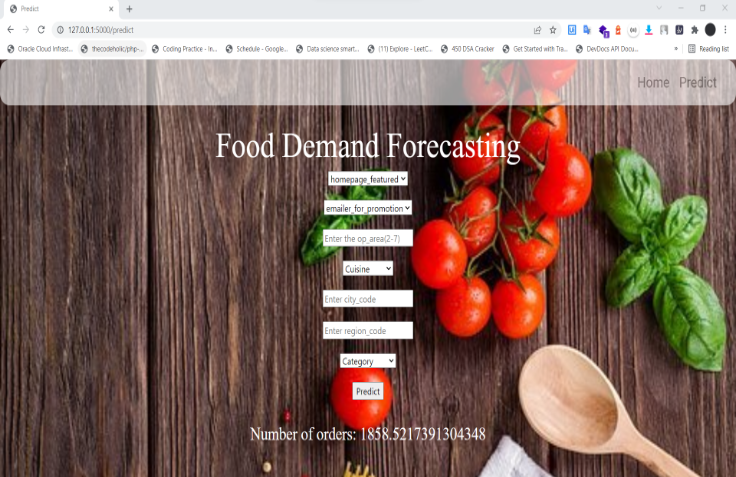 Predict
127.0.0.1:5000/predict
Oracle Cloud Infrast... thecodeholic/php-... Coding Practice - In... Schedule - Google... Data science smart... (11) Explore - LeetC... 450 DSA Cracker Get Started with Tra... DevDocs API Docu... » Reading list
Home Predict
Food Demand Forecasting
homepage_featured
emailer_for_promotion
Enter the op_area(2-7)
Cuisine
Enter city_code
Enter region_code
Category
Predict
Number of orders: 1858.5217391304348